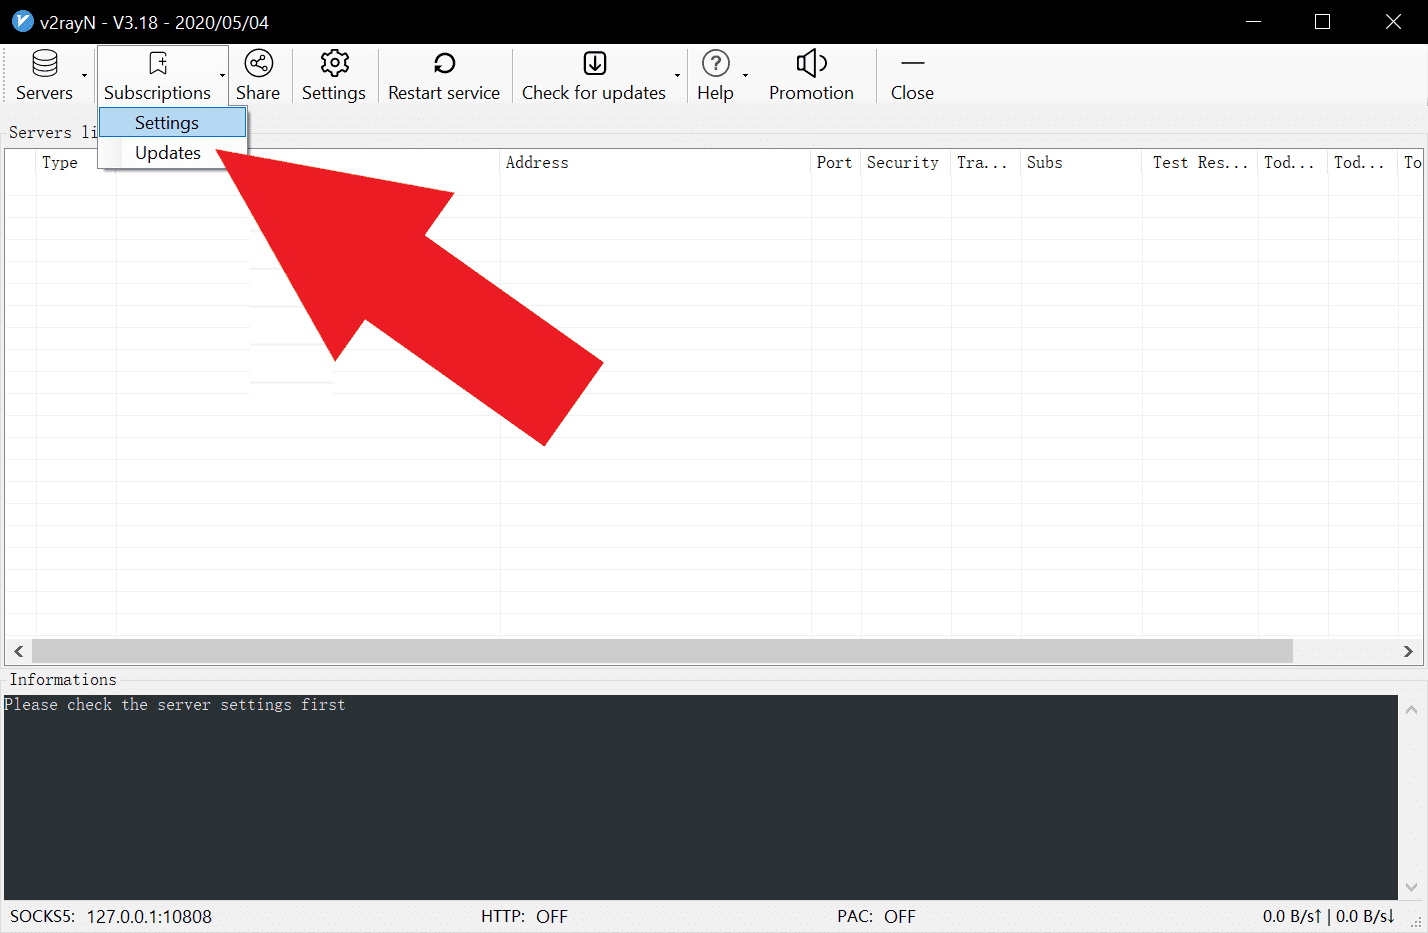 v2rayN - V3.18 - 2020/05/04
Servers Subscriptions Share Settings Restart service Check for updates Help Promotion Close
Settings
Updates
Servers li
Type Address Port Security Tra... Subs Test Res... Tod... Tod... To
Informations
Please check the server settings first
SOCKS5: 127.0.0.1:10808 HTTP: OFF PAC: OFF 0.0 B/s↑ | 0.0 B/s↓